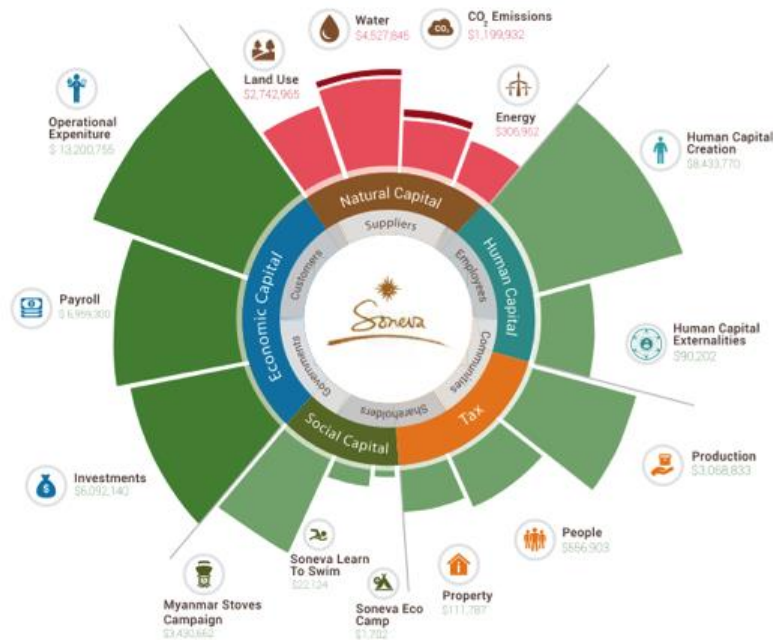 Water
$4,527,845
CO₂ Emissions
$1,199,932
Land Use
$2,742,965
Energy
$306,952
Operational
Expeniture
$ 13,200,755
Human Capital
Creation
$8,433,770
Natural Capital
Suppliers
Customers
Employees
Economic Capital
Human Capital
Soneva
Payroll
$ 6,959,300
Human Capital
Externalities
$90,202
Governments
Communities
Shareholders
Social Capital
Tax
Investments
$6,092,140
Production
$3,068,833
People
$656,903
Soneva Learn
To Swim
$22,124
Property
$111,787
Myanmar Stoves
Campaign
$3,430,662
Soneva Eco
Camp
$1,702